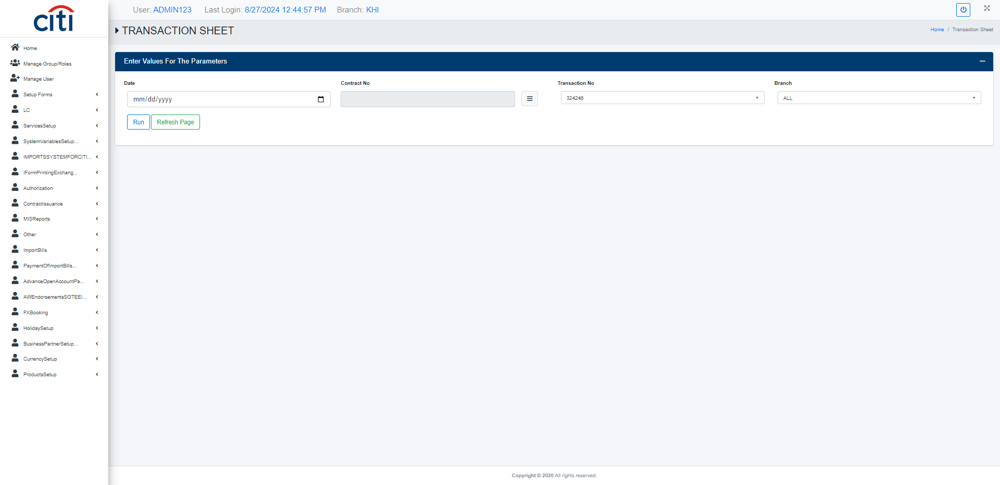 citi
User: ADMIN123 Last Login: 8/27/2024 12:44:57 PM Branch: KHI
TRANSACTION SHEET
Home / Transaction Sheet
Home
Manage Group/Roles
Manage User
Setup Forms
LC
ServicesSetup
SystemVariablesSetup...
IMPORTSSYSTEMFORCITI...
IFormPrintingExchang...
Authorization
ContractIssuance
MISReports
Other
ImportBills
PaymentOfImportBills...
AdvanceOpenAccountPa...
AWEndorsementsSGTEEI...
FXBooking
HolidaySetup
BusinessPartnerSetup...
CurrencySetup
ProductsSetup
Enter Values For The Parameters
Date Contract No Transaction No Branch
mm/dd/yyyy 324246 ALL
Run Refresh Page
Copyright © 2020 All rights reserved.